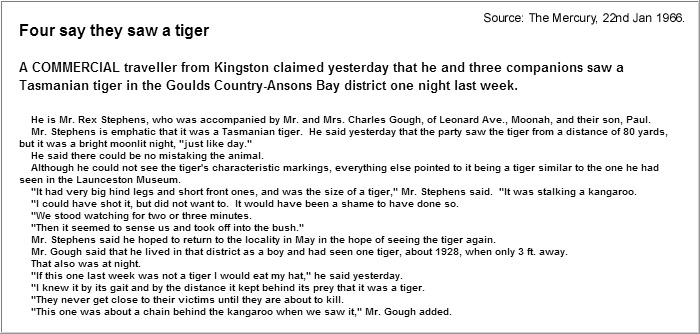 Source: The Mercury, 22nd Jan 1966.
Four say they saw a tiger
A COMMERCIAL traveller from Kingston claimed yesterday that he and three companions saw a
Tasmanian tiger in the Goulds Country-Ansons Bay district one night last week.
He is Mr. Rex Stephens, who was accompanied by Mr. and Mrs. Charles Gough, of Leonard Ave., Moonah, and their son, Paul.
Mr. Stephens is emphatic that it was a Tasmanian tiger. He said yesterday that the party saw the tiger from a distance of 80 yards,
but it was a bright moonlit night, "just like day."
He said there could be no mistaking the animal.
Although he could not see the tiger's characteristic markings, everything else pointed to it being a tiger similar to the one he had
seen in the Launceston Museum.
"It had very big hind legs and short front ones, and was the size of a tiger," Mr. Stephens said. "It was stalking a kangaroo.
"I could have shot it, but did not want to. It would have been a shame to have done so.
"We stood watching for two or three minutes.
"Then it seemed to sense us and took off into the bush."
Mr. Stephens said he hoped to return to the locality in May in the hope of seeing the tiger again.
Mr. Gough said that he lived in that district as a boy and had seen one tiger, about 1928, when only 3 ft. away.
That also was at night.
"If this one last week was not a tiger I would eat my hat," he said yesterday.
"I knew it by its gait and by the distance it kept behind its prey that it was a tiger.
"They never get close to their victims until they are about to kill.
"This one was about a chain behind the kangaroo when we saw it," Mr. Gough added.